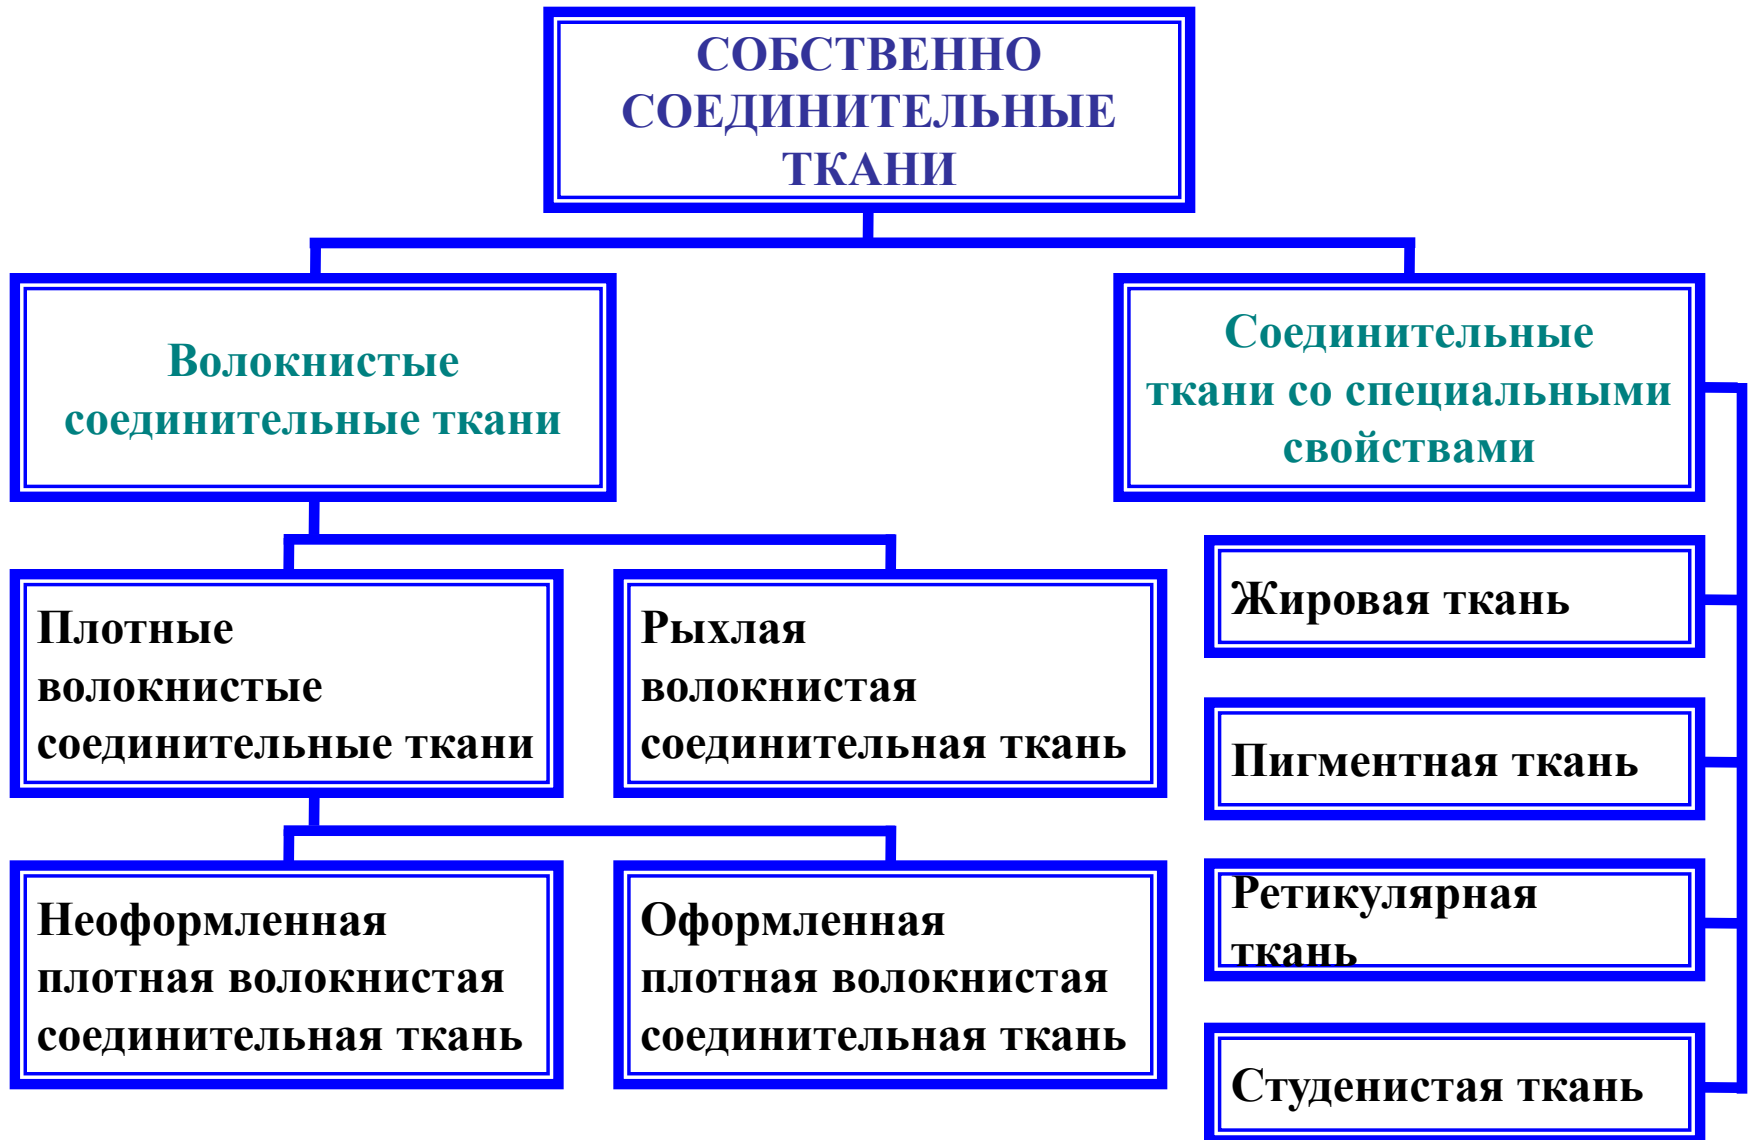 СОБСТВЕННО
СОЕДИНИТЕЛЬНЫЕ
ТКАНИ
Волокнистые
соединительные ткани
Соединительные
ткани со специальными
свойствами
Плотные
волокнистые
соединительные ткани
Рыхлая
волокнистая
соединительная ткань
Неоформленная
плотная волокнистая
соединительная ткань
Оформленная
плотная волокнистая
соединительная ткань
Жировая ткань
Пигментная ткань
Ретикулярная
ткань
Студенистая ткань